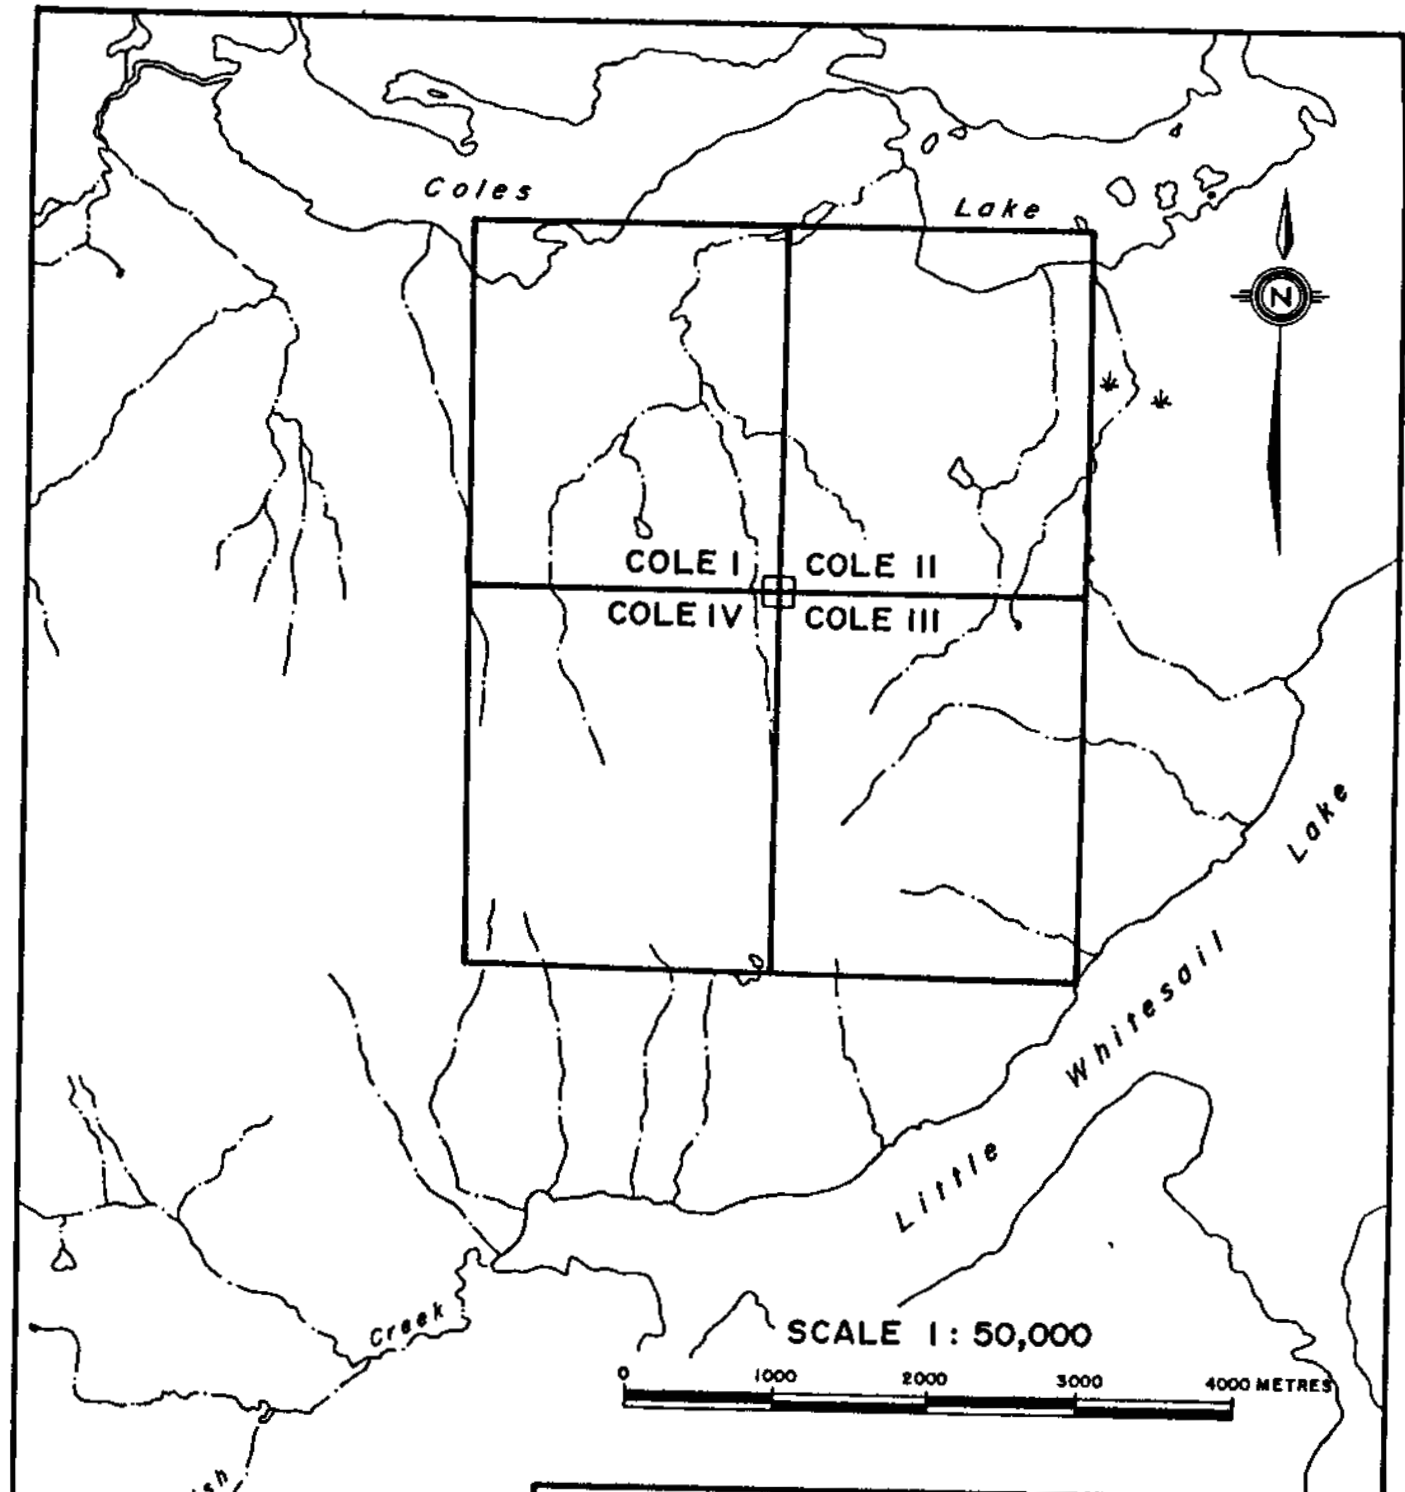 Coles
Lake
N
COLE I
COLE II
COLE IV
COLE III
Lake
Whitesail
Little
Creek
SCALE 1 : 50,000
0 1000 2000 3000 4000 METRES